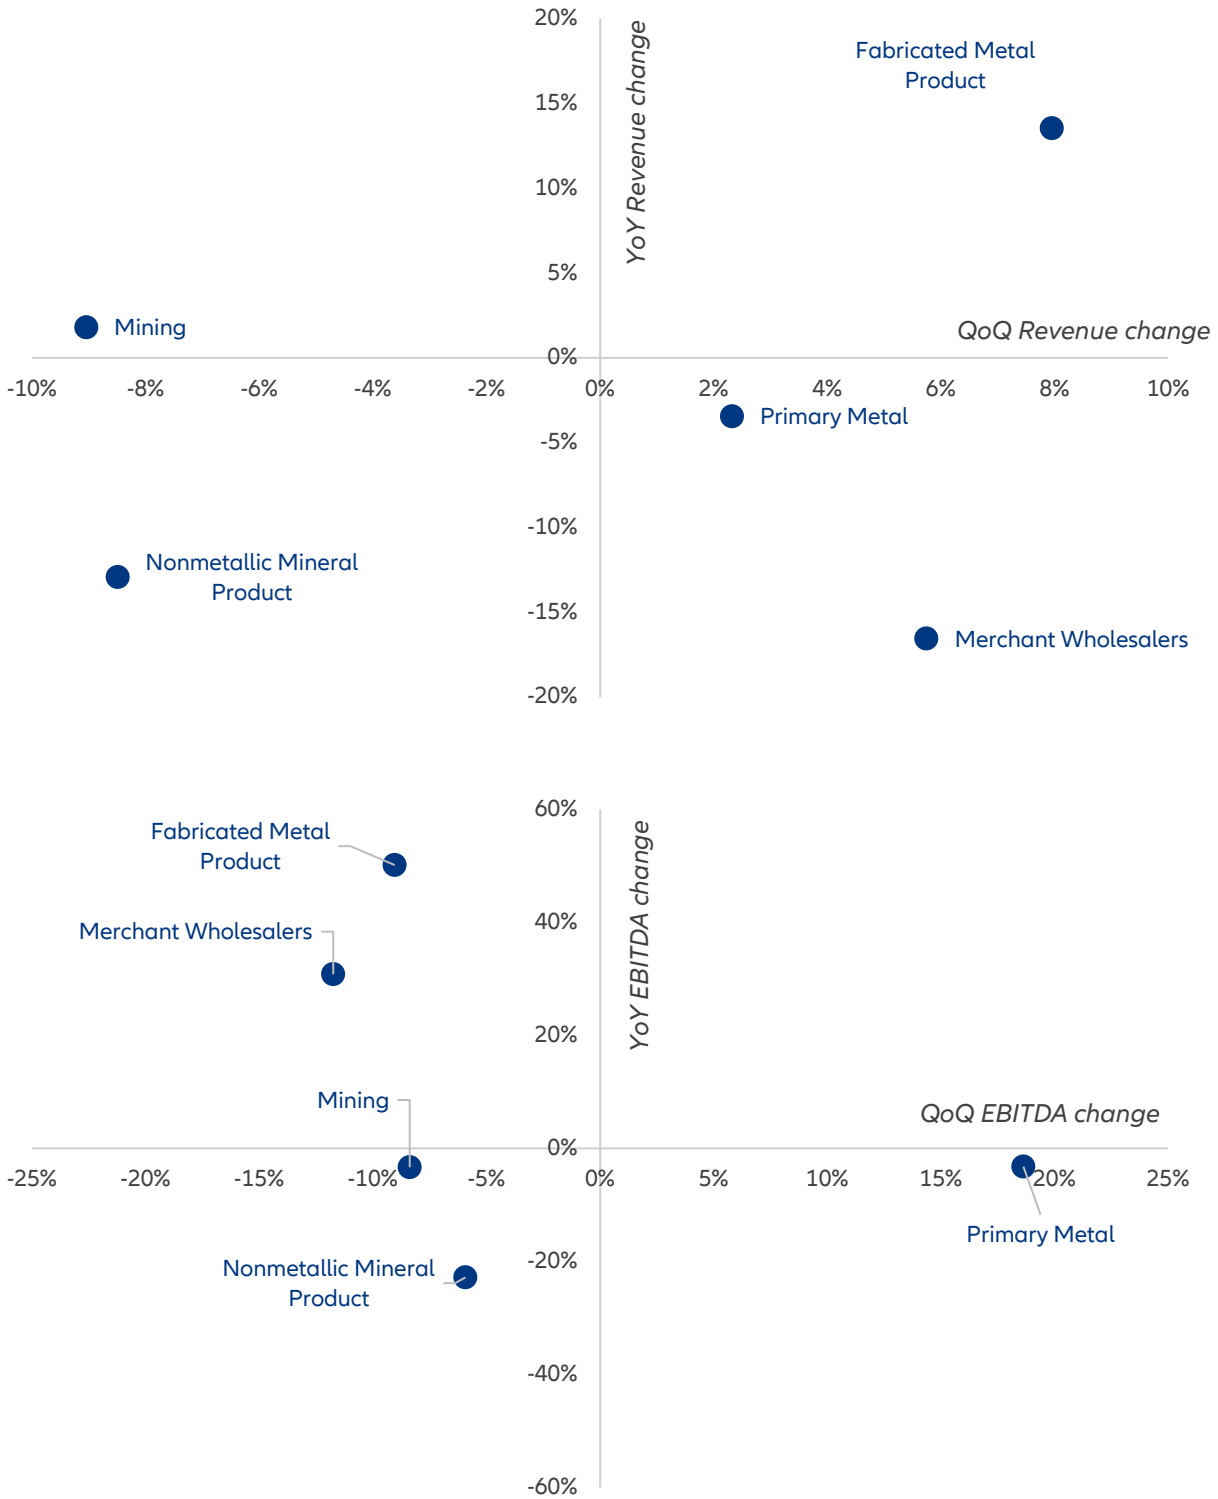 20%
Fabricated Metal
Product
15%
YoY Revenue change
10%
5%
Mining
QoQ Revenue change
0%
-10%
-8%
-6%
-4%
-2%
0%
2%
4%
6%
8%
10%
Primary Metal
-5%
-10%
Nonmetallic Mineral
Product
-15%
Merchant Wholesalers
-20%
60%
Fabricated Metal
Product
YoY EBITDA change
40%
Merchant Wholesalers
20%
Mining
QoQ EBITDA change
0%
-25%
-20%
-15%
-10%
-5%
0%
5%
10%
15%
20%
25%
Primary Metal
-20%
Nonmetallic Mineral
Product
-40%
-60%